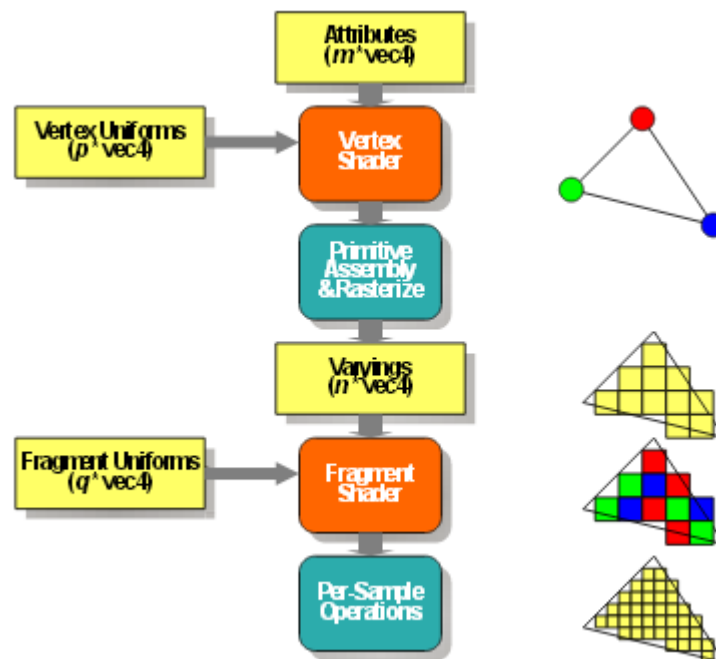 Attributes
(m*vec4)
Vertex Uniforms
(p*vec4)
Vertex
Shader
Primitive
Assembly
&Rasterize
Varyings
(n*vec4)
Fragment Uniforms
(q*vec4)
Fragment
Shader
Per-Sample
Operations